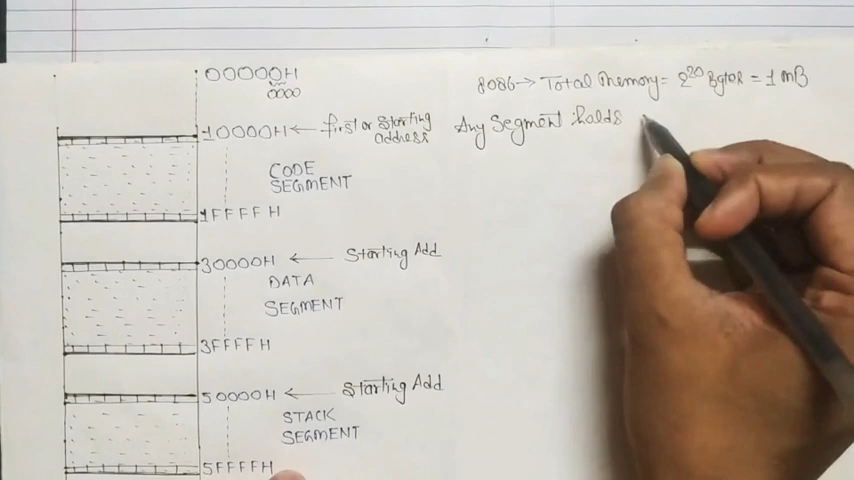 00000H
0000
8086→ Total Memory= 2^20 Bytes = 1 MB
10000H ← First or Starting Address
Any Segment holds
CODE
SEGMENT
1FFFFH
30000H ← Starting Add
DATA
SEGMENT
3FFFFH
50000H ← Starting Add
STACK
SEGMENT
5FFFFH